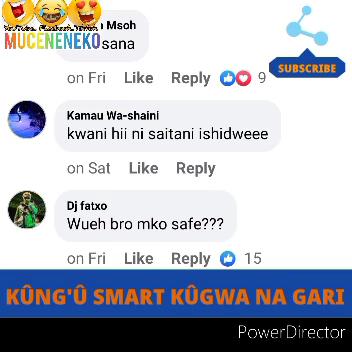 Msoh
MUCENENEKO
sana
on Fri Like Reply 9
SUBSCRIBE
Kamau Wa-shaini
kwani hii ni saitani ishidweee
on Sat Like Reply
Dj fatxo
Wueh bro mko safe???
on Fri Like Reply 15
KŨNG'Ũ SMART KŨGWA NA GARI
PowerDirector